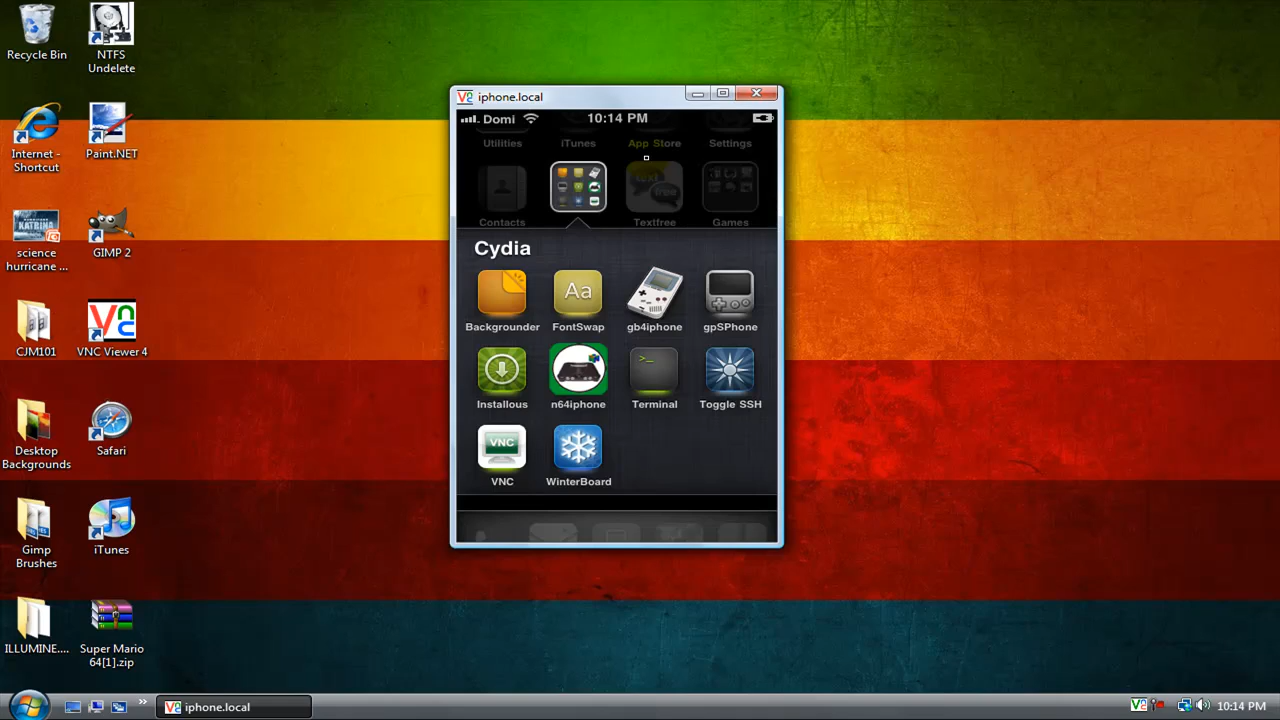 Recycle Bin
NTFS
Undelete
Internet -
Shortcut
Paint.NET
science
hurricane ...
GIMP 2
CJM101
VNC Viewer 4
Desktop
Backgrounds
Safari
Gimp
Brushes
iTunes
ILLUMINE....
Super Mario
64[1].zip
iphone.local
Domi
10:14 PM
Utilities
iTunes
App Store
Settings
Contacts
Textfree
Games
Cydia
Backgrounder
Aa
FontSwap
gb4iphone
gpSPhone
Installous
n64iphone
>_
Terminal
Toggle SSH
VNC
VNC
WinterBoard
iphone.local
10:14 PM